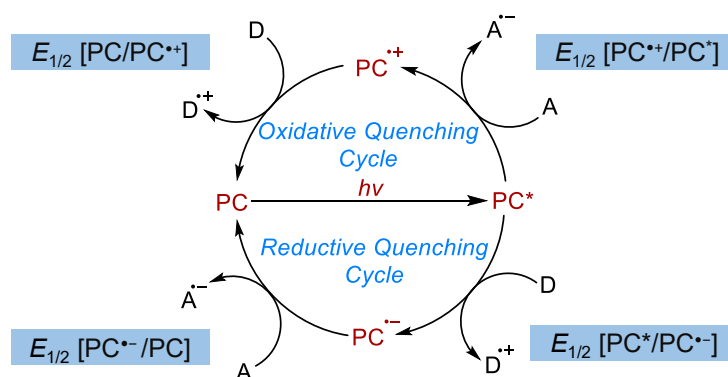 A•−
D
E1/2 [PC/PC•+]
PC•+
E1/2 [PC•+/PC*]
D•+
A
Oxidative Quenching
Cycle
PC
hv
PC*
Reductive Quenching
Cycle
A•−
D
E1/2 [PC•−/PC]
PC•−
E1/2 [PC*/PC•−]
A
D•+